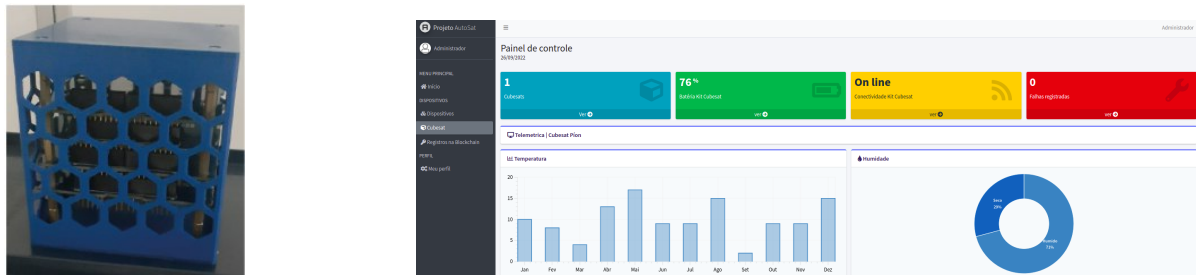 Projeto AutoSat
Administrador
Administrador
MENU PRINCIPAL
Início
DISPOSITIVOS
Dispositivos
Cubesat
Registros na Blockchain
PERFIL
Meu perfil
Painel de controle
26/09/2022
1
Cubesats
Ver
76 %
Batéria Kit Cubesat
ver
On line
Conectividade Kit Cubesat
ver
0
Falhas registradas
ver
Telemetrica | Cubesat Pion
Temperatura
20
15
10
5
0
Jan Fev Mar Abr Mai Jun Jul Ago Set Out Nov Dez
Humidade
Seco
29%
Humido
71%